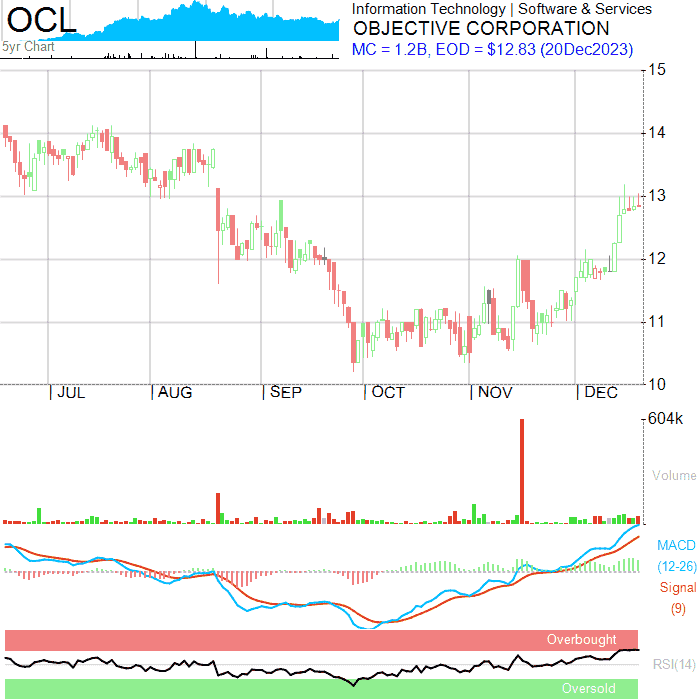 OCL
5yr Chart
Information Technology | Software & Services
OBJECTIVE CORPORATION
MC = 1.2B, EOD = $12.83 (20Dec2023)
15
14
13
12
11
10
JUL AUG SEP OCT NOV DEC
604k
Volume
MACD
(12-26)
Signal
(9)
Overbought
RSI(14)
Oversold